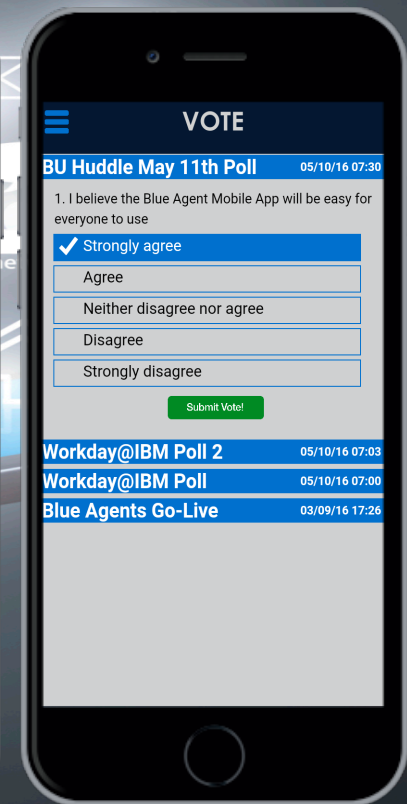 VOTE
BU Huddle May 11th Poll 05/10/16 07:30
1. I believe the Blue Agent Mobile App will be easy for
everyone to use
Strongly agree
Agree
Neither disagree nor agree
Disagree
Strongly disagree
Submit Vote!
Workday@IBM Poll 2 05/10/16 07:03
Workday@IBM Poll 05/10/16 07:00
Blue Agents Go-Live 03/09/16 17:26